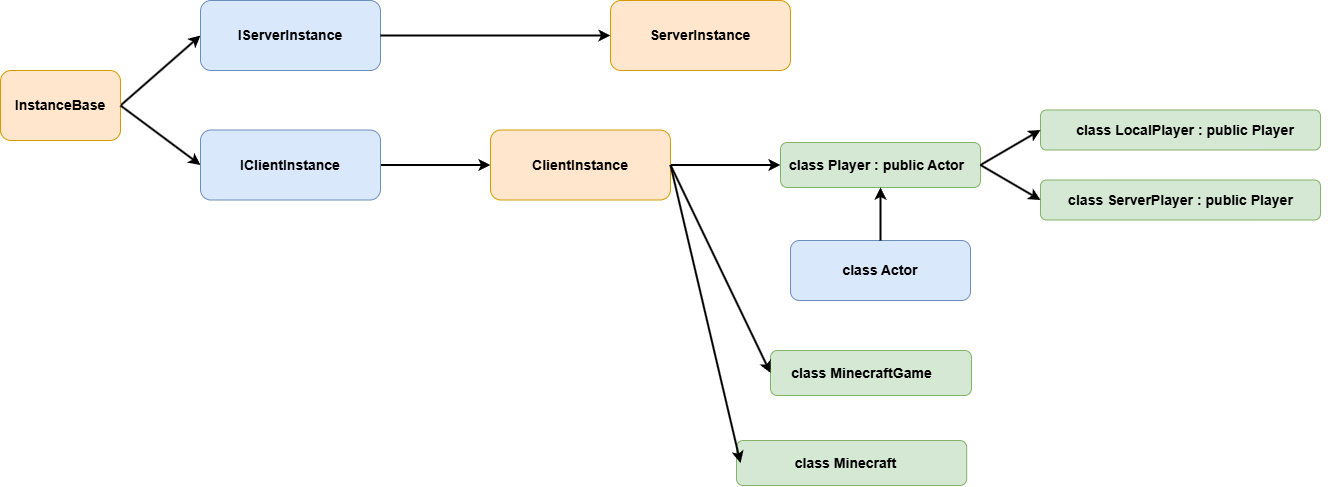 IServerInstance
ServerInstance
InstanceBase
IClientInstance
ClientInstance
class Player : public Actor
class LocalPlayer : public Player
class ServerPlayer : public Player
class Actor
class MinecraftGame
class Minecraft